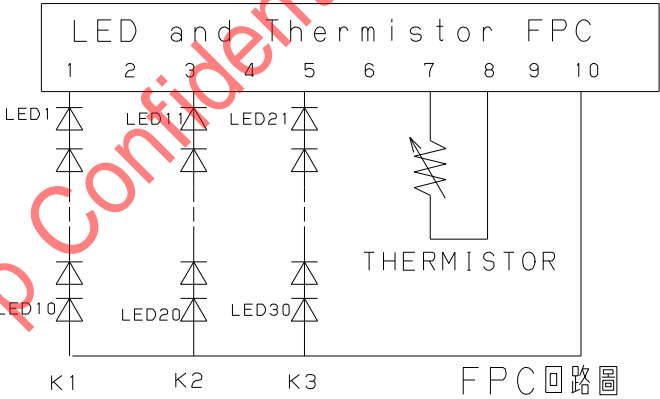 LED and Thermistor FPC
1 2 3 4 5 6 7 8 9 10
LED1 LED11 LED21
THERMISTOR
LED10 LED20 LED30
K1 K2 K3
FPC回路圖
Confident